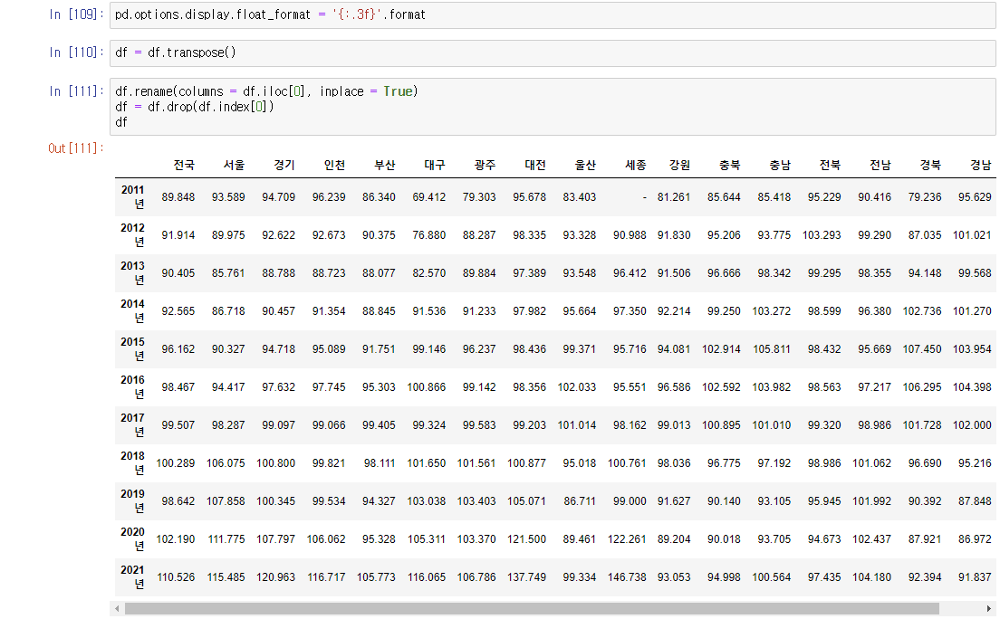 In [109]: pd.options.display.float_format = '{:.3f}'.format
In [110]: df = df.transpose()
In [111]: df.rename(columns = df.iloc[0], inplace = True)
df = df.drop(df.index[0])
df
Out[111]:
전국 서울 경기 인천 부산 대구 광주 대전 울산 세종 강원 충북 충남 전북 전남 경북 경남
2011년 89.848 93.589 94.709 96.239 86.340 69.412 79.303 95.678 83.403 - 81.261 85.644 85.418 95.229 90.416 79.236 95.629
2012년 91.914 89.975 92.622 92.673 90.375 76.880 88.287 98.335 93.328 90.988 91.830 95.206 93.775 103.293 99.290 87.035 101.021
2013년 90.405 85.761 88.788 88.723 88.077 82.570 89.884 97.389 93.548 96.412 91.506 96.666 98.342 99.295 98.355 94.148 99.568
2014년 92.565 86.718 90.457 91.354 88.845 91.536 91.233 97.982 95.664 97.350 92.214 99.250 103.272 98.599 96.380 102.736 101.270
2015년 96.162 90.327 94.718 95.089 91.751 99.146 96.237 98.436 99.371 95.716 94.081 102.914 105.811 98.432 95.669 107.450 103.954
2016년 98.467 94.417 97.632 97.745 95.303 100.866 99.142 98.356 102.033 95.551 96.586 102.592 103.982 98.563 97.217 106.295 104.398
2017년 99.507 98.287 99.097 99.066 99.405 99.324 99.583 99.203 101.014 98.162 99.013 100.895 101.010 99.320 98.986 101.728 102.000
2018년 100.289 106.075 100.800 99.821 98.111 101.650 101.561 100.877 95.018 100.761 98.036 96.775 97.192 98.986 101.062 96.690 95.216
2019년 98.642 107.858 100.345 99.534 94.327 103.038 103.403 105.071 86.711 99.000 91.627 90.140 93.105 95.945 101.992 90.392 87.848
2020년 102.190 111.775 107.797 106.062 95.328 105.311 103.370 121.500 89.461 122.261 89.204 90.018 93.705 94.673 102.437 87.921 86.972
2021년 110.526 115.485 120.963 116.717 105.773 116.065 106.786 137.749 99.334 146.738 93.053 94.998 100.564 97.435 104.180 92.394 91.837